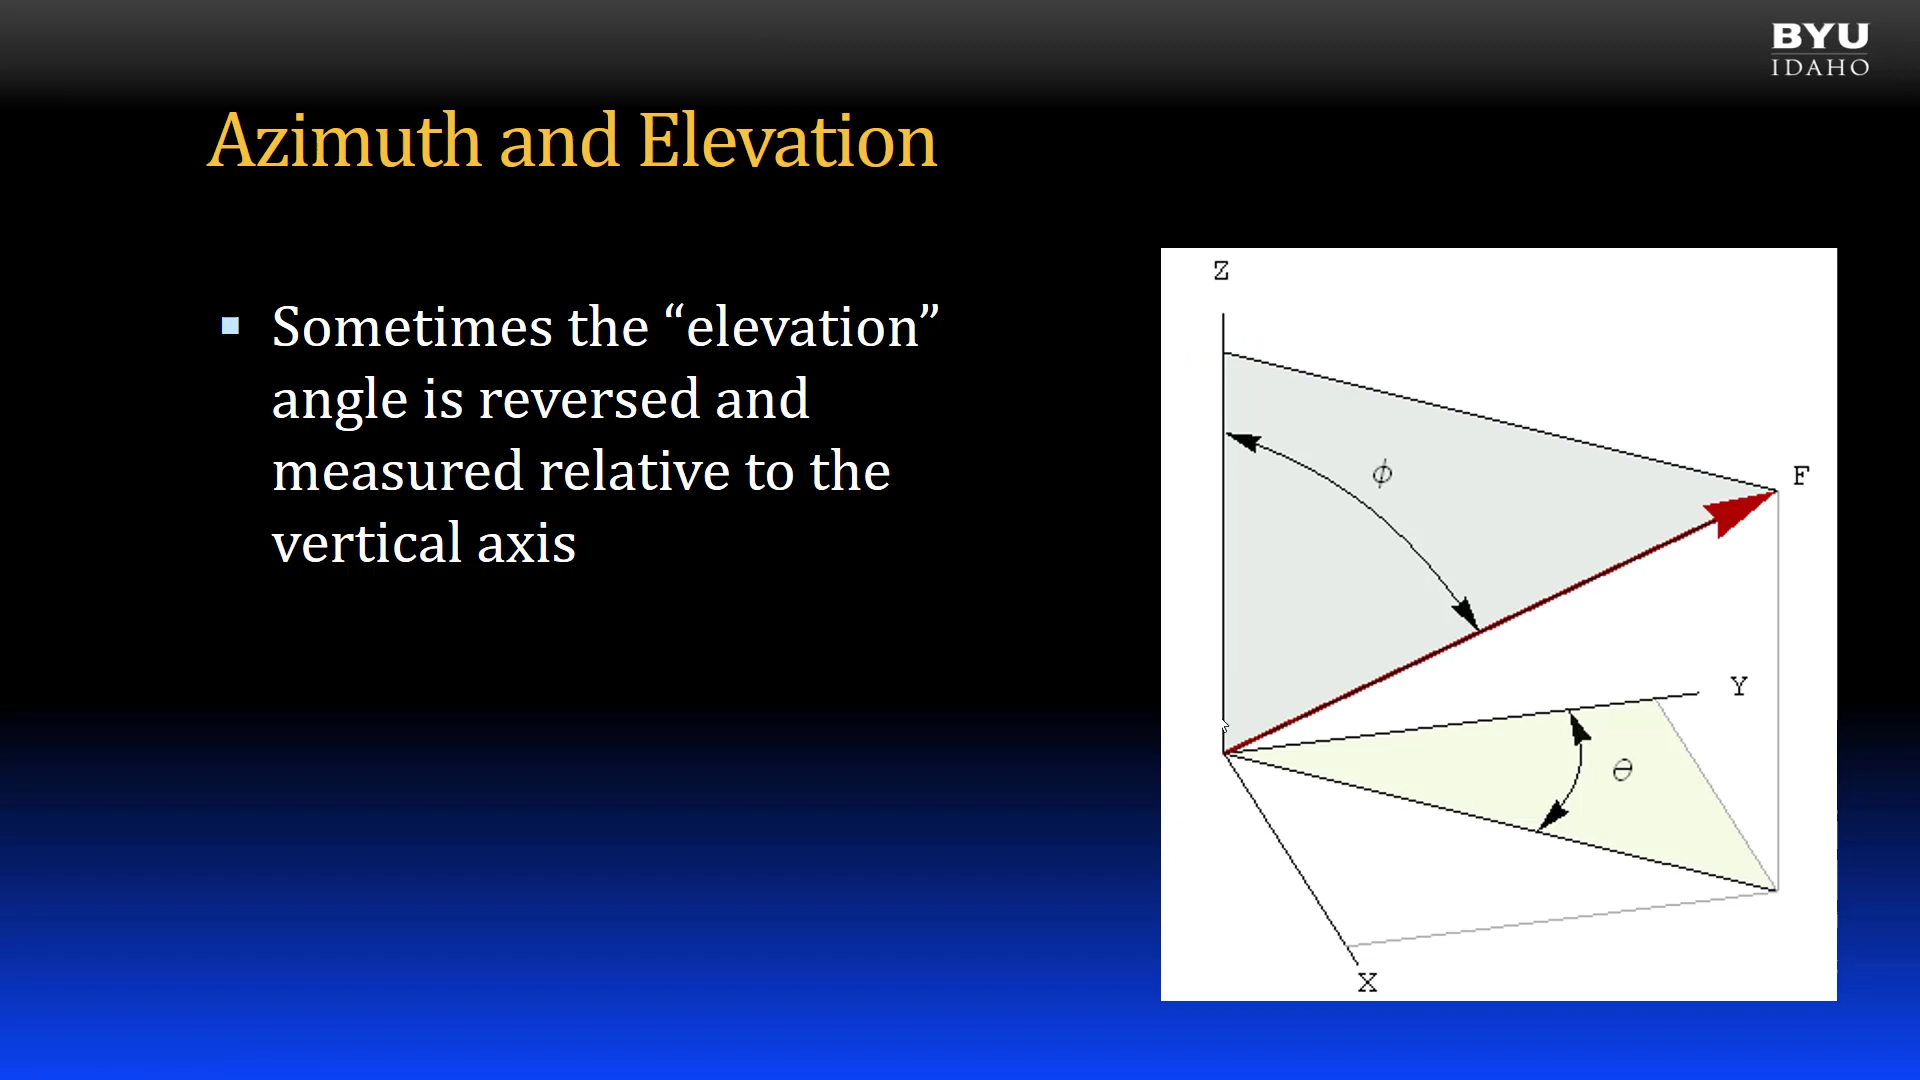 BYU
IDAHO
Azimuth and Elevation
Sometimes the “elevation”
angle is reversed and
measured relative to the
vertical axis
Z
ϕ
F
Y
θ
X